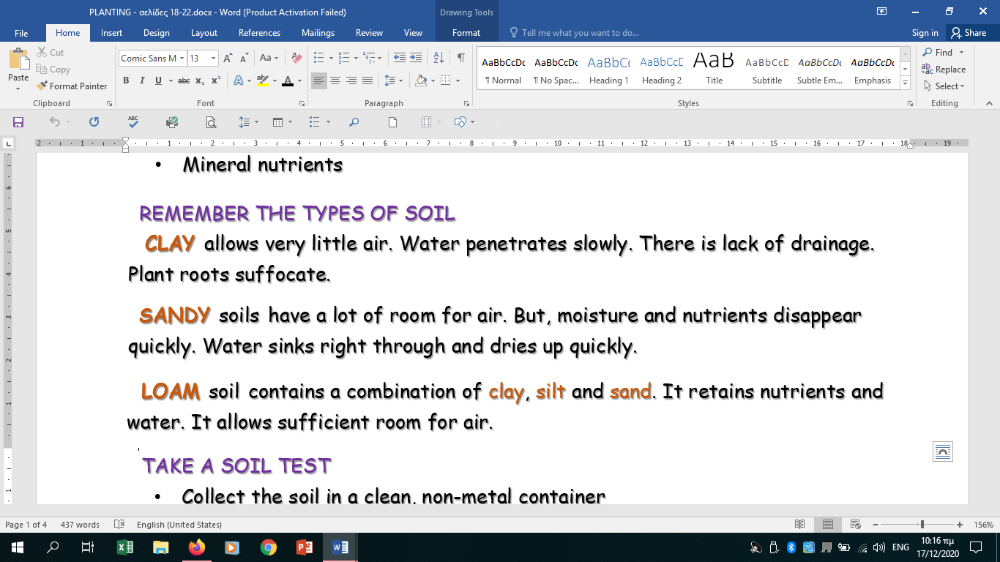 PLANTING - σελίδες 18-22.docx - Word (Product Activation Failed)
Drawing Tools
File Home Insert Design Layout References Mailings Review View Format Tell me what you want to do... Sign in Share
Cut
Copy
Format Painter
Paste
Clipboard
Comic Sans M 13
Font
Paragraph
AaBbCcDc AaBbCcDc AaBbCc AaBbCcD AaB AaBbCcD AaBbCcDc AaBbCcDc
¶ Normal ¶ No Spac... Heading 1 Heading 2 Title Subtitle Subtle Em... Emphasis
Styles
Find
Replace
Select
Editing
2 1 1 2 3 4 5 6 7 8 9 10 11 12 13 14 15 16 17 18 19
• Mineral nutrients
REMEMBER THE TYPES OF SOIL
CLAY allows very little air. Water penetrates slowly. There is lack of drainage.
Plant roots suffocate.
SANDY soils have a lot of room for air. But, moisture and nutrients disappear
quickly. Water sinks right through and dries up quickly.
LOAM soil contains a combination of clay, silt and sand. It retains nutrients and
water. It allows sufficient room for air.
TAKE A SOIL TEST
• Collect the soil in a clean, non-metal container
Page 1 of 4 437 words English (United States) 156%
ENG 10:16 πμ
17/12/2020